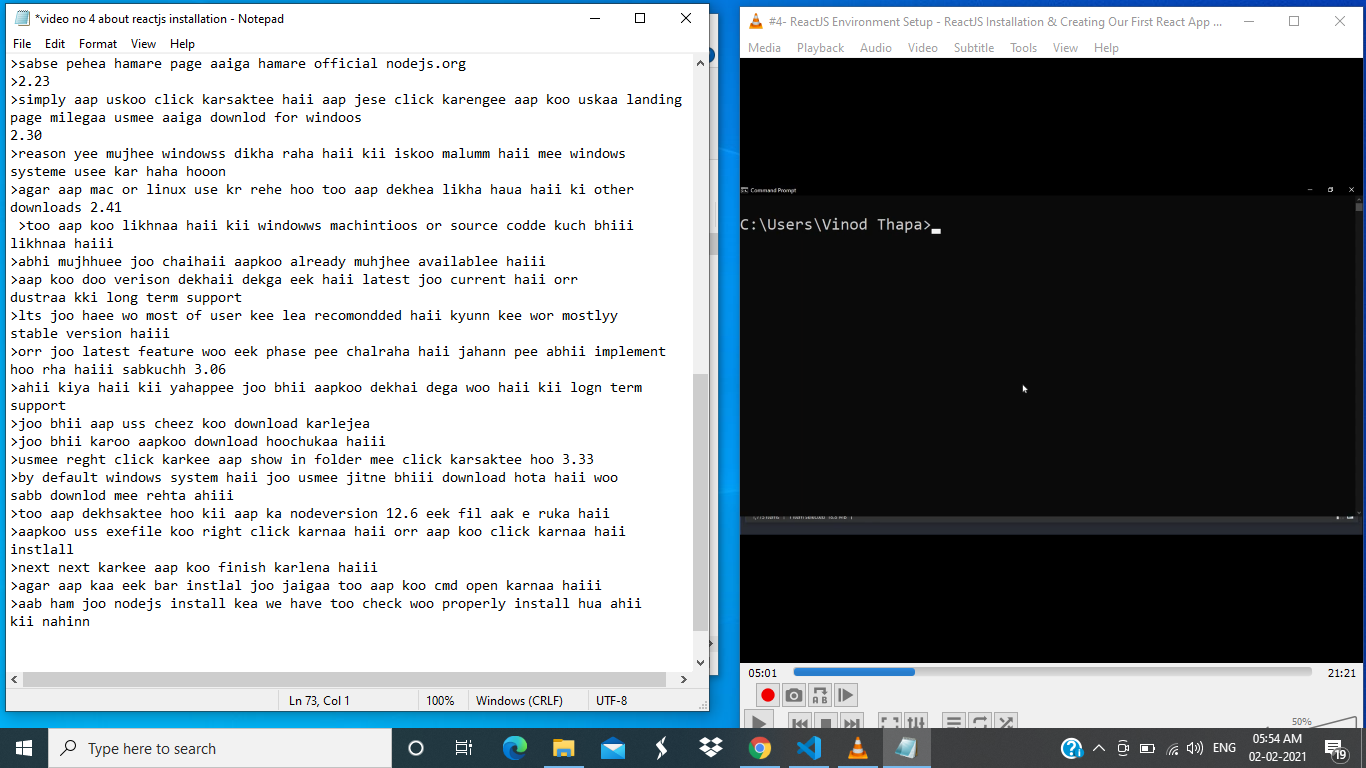 *video no 4 about reactjs installation - Notepad
File Edit Format View Help
>sabse pehea hamare page aaiga hamare official nodejs.org
>2.23
>simply aap uskoo click karsaktee haii aap jese click karengee aap koo uskaa landing
page milegaa usmee aaiga downlod for windoos
2.30
>reason yee mujhee windowss dikha raha haii kii iskoo malumm haii mee windows
systeme usee kar haha hooon
>agar aap mac or linux use kr rehe hoo too aap dekhea likha haua haii ki other
downloads 2.41
>too aap koo likhnaa haii kii windowws machintioos or source codde kuch bhiii
likhnaa haiii
>abhi mujhhuee joo chaihaii aapkoo already muhjhee availablee haiii
>aap koo doo verison dekhaii dekga eek haii latest joo current haii orr
dustraa kki long term support
>lts joo haee wo most of user kee lea recomondded haii kyunn kee wor mostlyy
stable version haiii
>orr joo latest feature woo eek phase pee chalraha haii jahann pee abhii implement
hoo rha haiii sabkuchh 3.06
>ahii kiya haii kii yahappee joo bhii aapkoo dekhai dega woo haii kii logn term
support
>joo bhii aap uss cheez koo download karlejea
>joo bhii karoo aapkoo download hoochukaa haiii
>usmee reght click karkee aap show in folder mee click karsaktee hoo 3.33
>by default windows system haii joo usmee jitne bhiii download hota haii woo
sabb downlod mee rehta ahiii
>too aap dekhsaktee hoo kii aap ka nodeversion 12.6 eek fil aak e ruka haii
>aapkoo uss exefile koo right click karnaa haii orr aap koo click karnaa haii
instlall
>next next karkee aap koo finish karlena haiii
>agar aap kaa eek bar instlal joo jaigaa too aap koo cmd open karnaa haiii
>aab ham joo nodejs install kea we have too check woo properly install hua ahii
kii nahinn
Ln 73, Col 1 100% Windows (CRLF) UTF-8
#4- ReactJS Environment Setup - ReactJS Installation & Creating Our First React App ...
Media Playback Audio Video Subtitle Tools View Help
Command Prompt
C:\Users\Vinod Thapa>
05:01 21:21
A B
50%
Type here to search
ENG
05:54 AM
02-02-2021
19